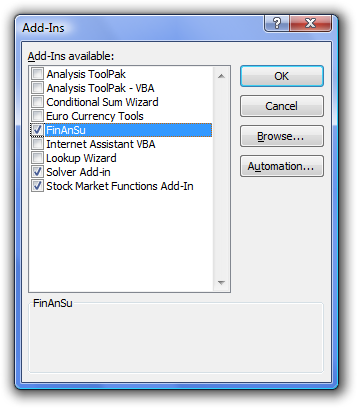 Add-Ins
Add-Ins available:
Analysis ToolPak
Analysis ToolPak - VBA
Conditional Sum Wizard
Euro Currency Tools
FinAnSu
Internet Assistant VBA
Lookup Wizard
Solver Add-in
Stock Market Functions Add-In
OK
Cancel
Browse...
Automation...
FinAnSu